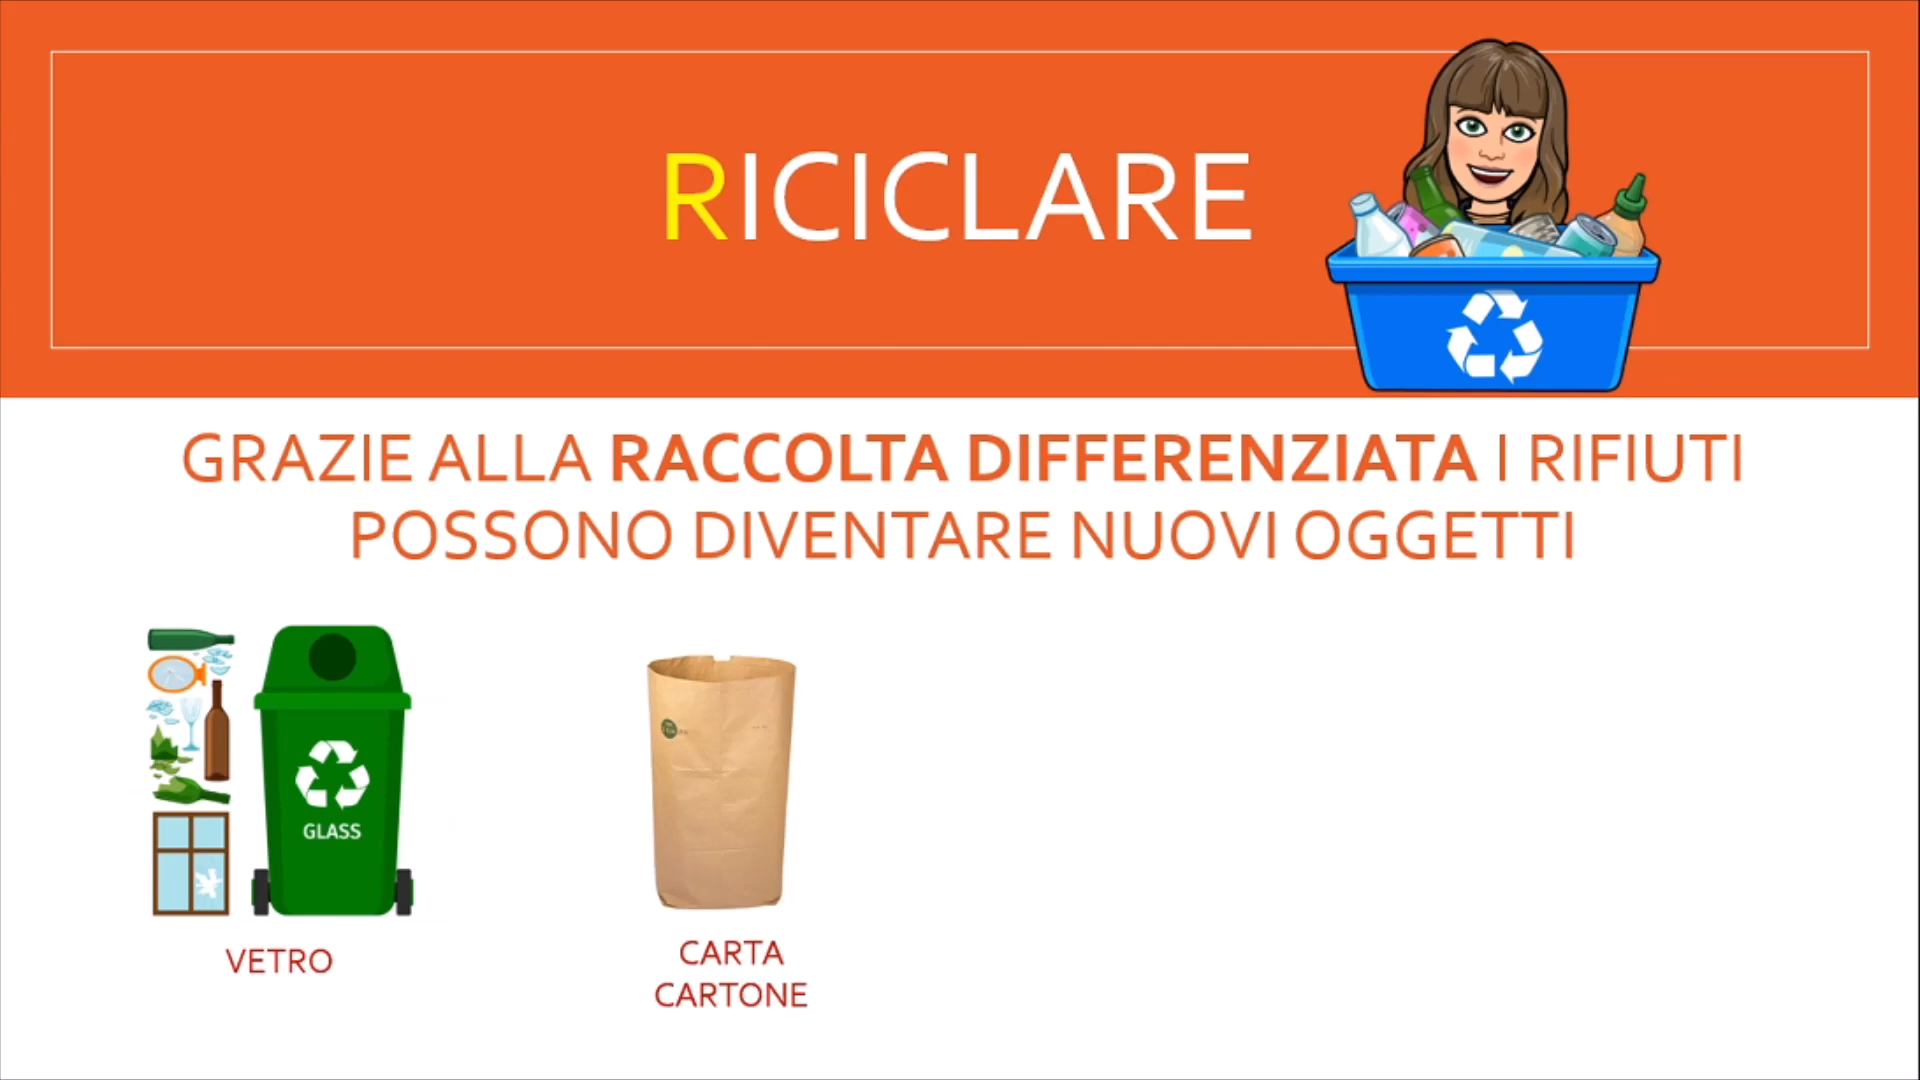 RICICLARE
GRAZIE ALLA RACCOLTA DIFFERENZIATA I RIFIUTI
POSSONO DIVENTARE NUOVI OGGETTI
GLASS
VETRO
CARTA
CARTONE